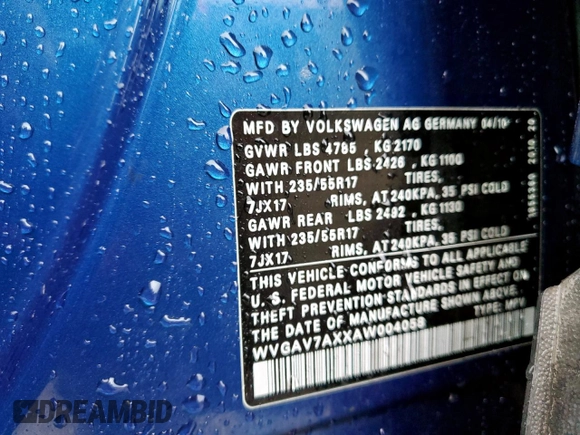 MFD BY VOLKSWAGEN AG GERMANY 04/10
GVWR LBS 4785 , KG 2170
GAWR FRONT LBS 2426 , KG 1100
WITH 235/55R17 TIRES,
7JX17 RIMS, AT 240KPA, 35 PSI COLD
GAWR REAR LBS 2492 , KG 1130
WITH 235/55R17 TIRES,
7JX17 RIMS, AT 240KPA, 35 PSI COLD
THIS VEHICLE CONFORMS TO ALL APPLICABLE
U. S. FEDERAL MOTOR VEHICLE SAFETY AND
THEFT PREVENTION STANDARDS IN EFFECT ON
THE DATE OF MANUFACTURE SHOWN ABOVE.
WVGAV7AXXAW004058 TYPE: MPV
2010 20
DREAMBID